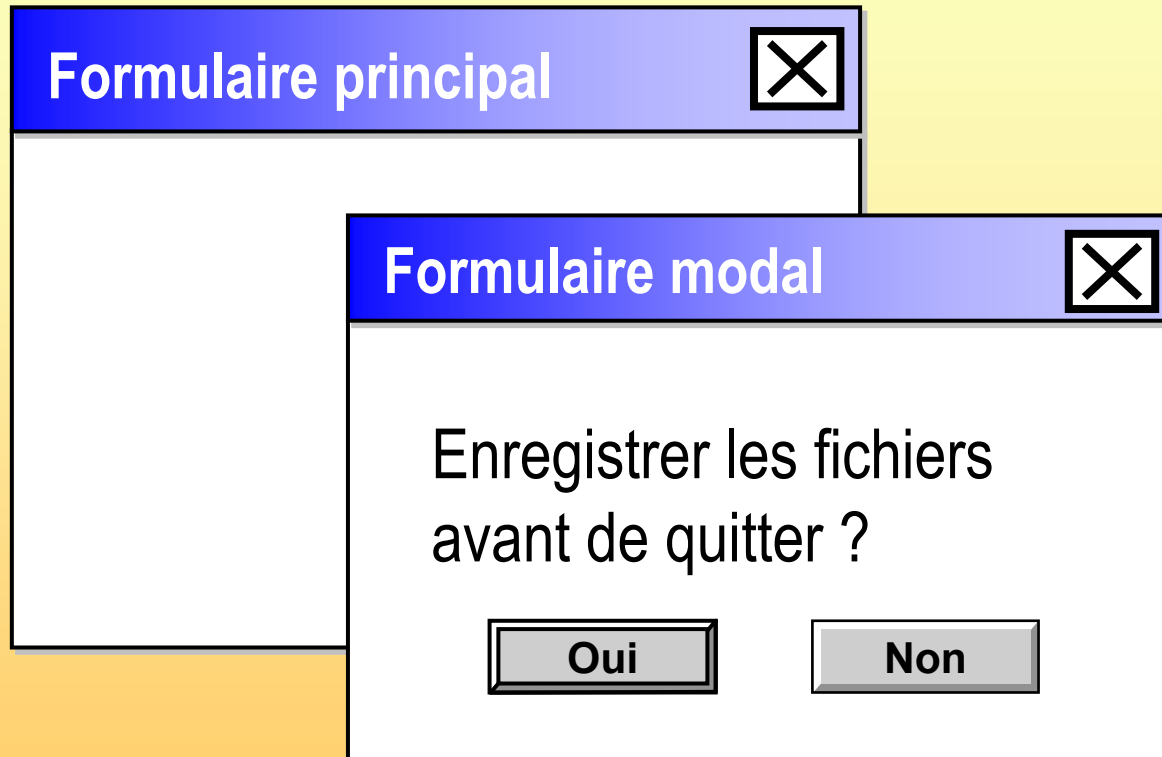 Formulaire principal
Formulaire modal
Enregistrer les fichiers
avant de quitter ?
Oui
Non